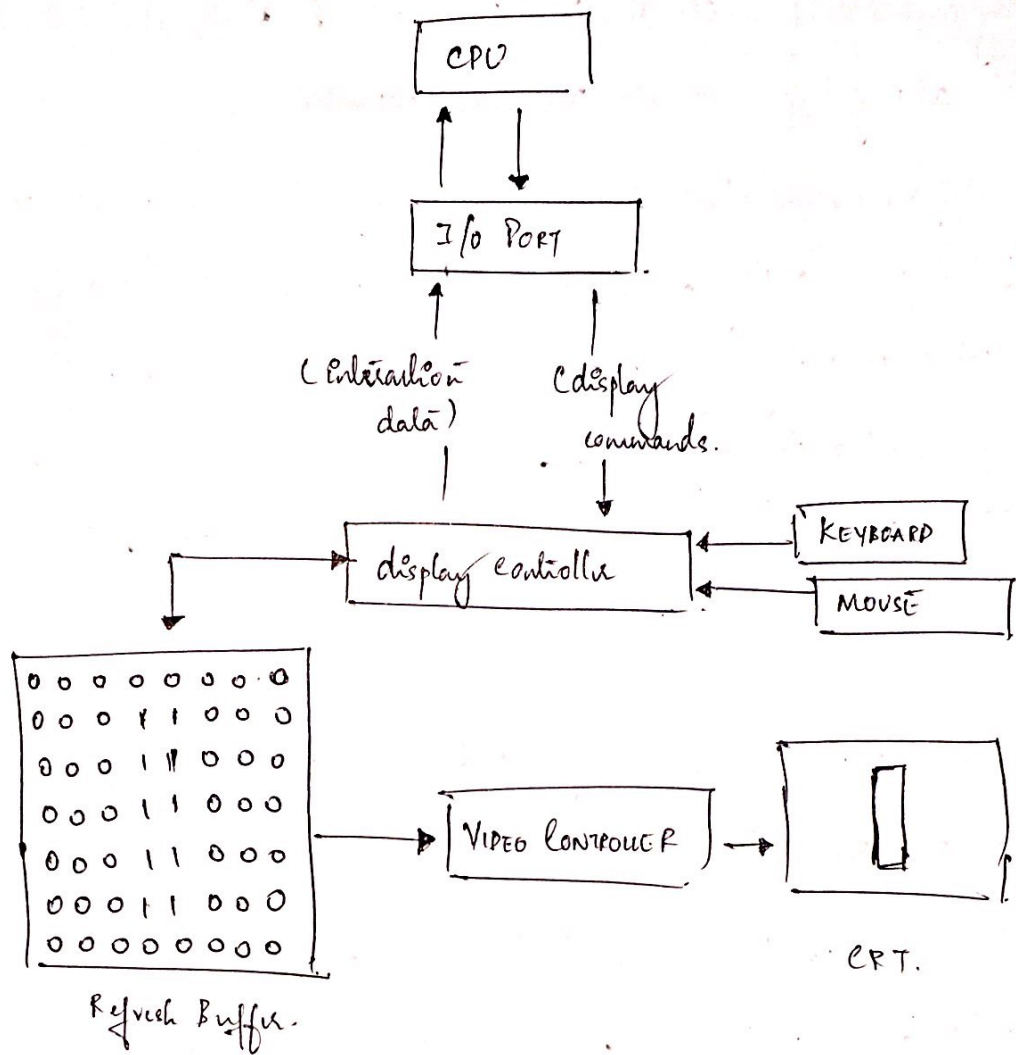 CPU
I/O PORT
(interaction
data)
(display
commands.
display controller
KEYBOARD
MOUSE
0 0 0 0 0 0 0 0
0 0 0 1 1 0 0 0
0 0 0 1 1 0 0 0
0 0 0 1 1 0 0 0
0 0 0 1 1 0 0 0
0 0 0 1 1 0 0 0
0 0 0 0 0 0 0 0
VIDEO CONTROLLER
CRT.
Refresh Buffer.